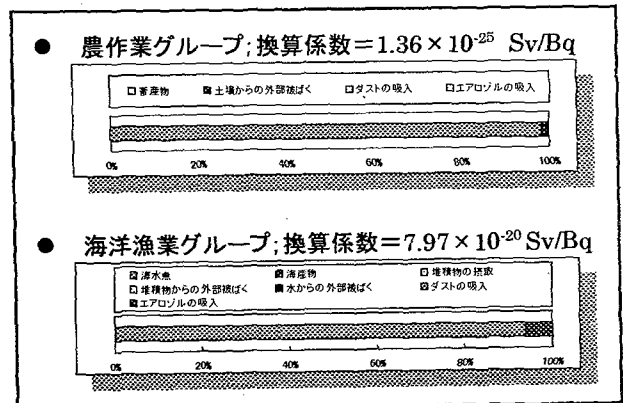 ● 農作業グループ;換算係数=1.36×10⁻²⁵ Sv/Bq
畜産物 土壌からの外部被ばく ダストの吸入 エアロゾルの吸入
0% 20% 40% 60% 80% 100%
● 海洋漁業グループ;換算係数=7.97×10⁻²⁰ Sv/Bq
海水魚 海産物 堆積物の摂取
堆積物からの外部被ばく 水からの外部被ばく ダストの吸入
エアロゾルの吸入
0% 20% 40% 60% 80% 100%